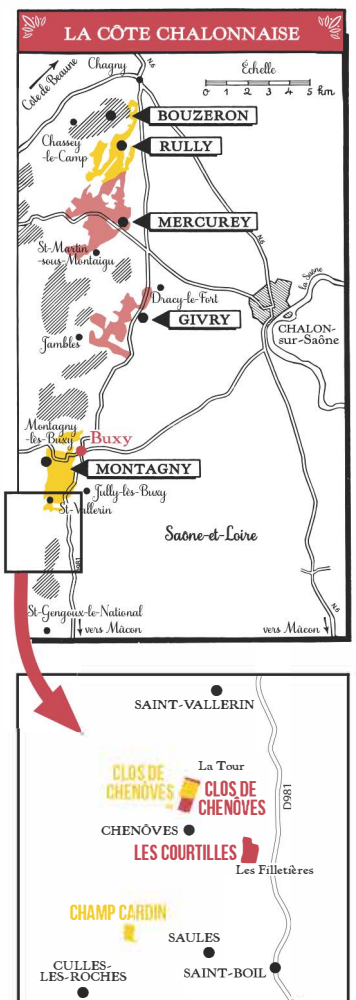 LA CÔTE CHALONNAISE
Côte de Beaune
Chagny
N6
Échelle
0 1 2 3 4 5 km
BOUZERON
Chassey
-le-Camp
RULLY
MERCUREY
N6
St-Martin
-sous-Montaigu
la Saône
Dracy-le-Fort
GIVRY
CHALON-
sur-Saône
Jambles
Montagny
-lès-Buxy
Buxy
MONTAGNY
Jully-lès-Buxy
St-Vallerin
Saône-et-Loire
D981
St-Gengoux-le-National
N6
vers Mâcon
vers Mâcon
SAINT-VALLERIN
La Tour
CLOS DE
CHENÔVES
CLOS DE
CHENÔVES
D981
CHENÔVES
LES COURTILLES
Les Filletières
CHAMP CARDIN
SAULES
CULLES-
LES-ROCHES
SAINT-BOIL